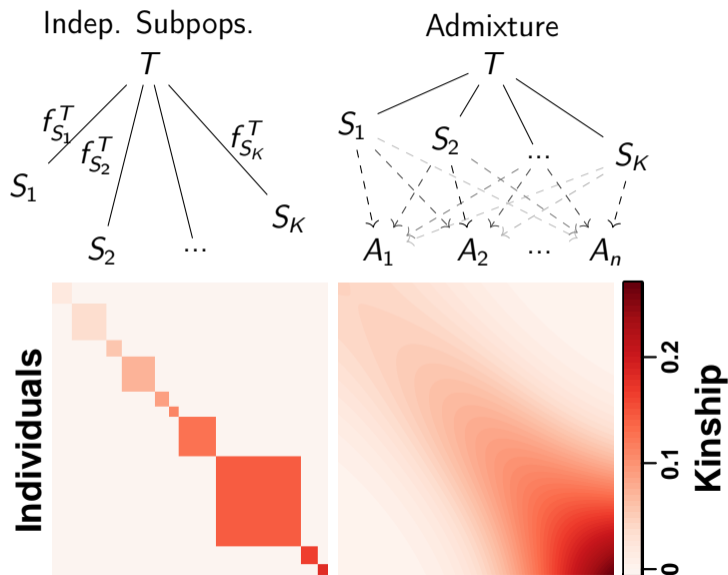 Indep. Subpops.
T
f_{S_1}^T
f_{S_2}^T
f_{S_K}^T
S_1
S_2
...
S_K
Admixture
T
S_1
S_2
...
S_K
A_1
A_2
...
A_n
Individuals
0
0.1
0.2
Kinship